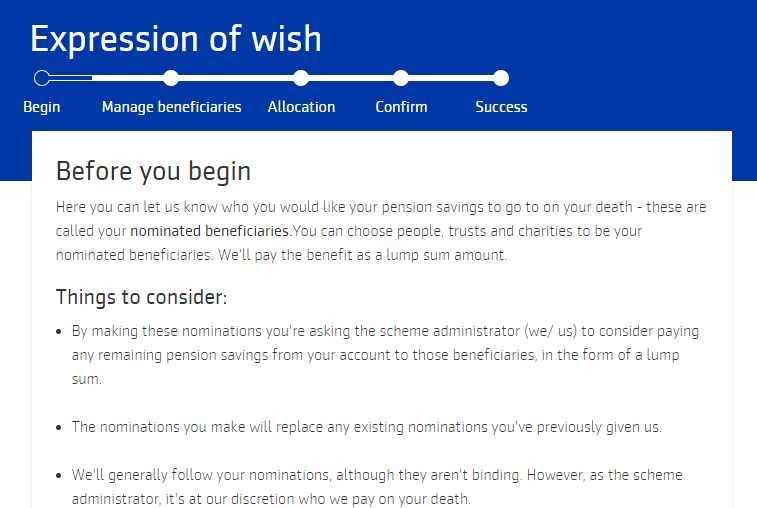 Expression of wish
Begin
Manage beneficiaries
Allocation
Confirm
Success
Before you begin
Here you can let us know who you would like your pension savings to go to on your death - these are
called your nominated beneficiaries.You can choose people, trusts and charities to be your
nominated beneficiaries. We'll pay the benefit as a lump sum amount.
Things to consider:
• By making these nominations you're asking the scheme administrator (we/ us) to consider paying
any remaining pension savings from your account to those beneficiaries, in the form of a lump
sum.
• The nominations you make will replace any existing nominations you've previously given us.
• We'll generally follow your nominations, although they aren't binding. However, as the scheme
administrator, it's at our discretion who we pay on your death.